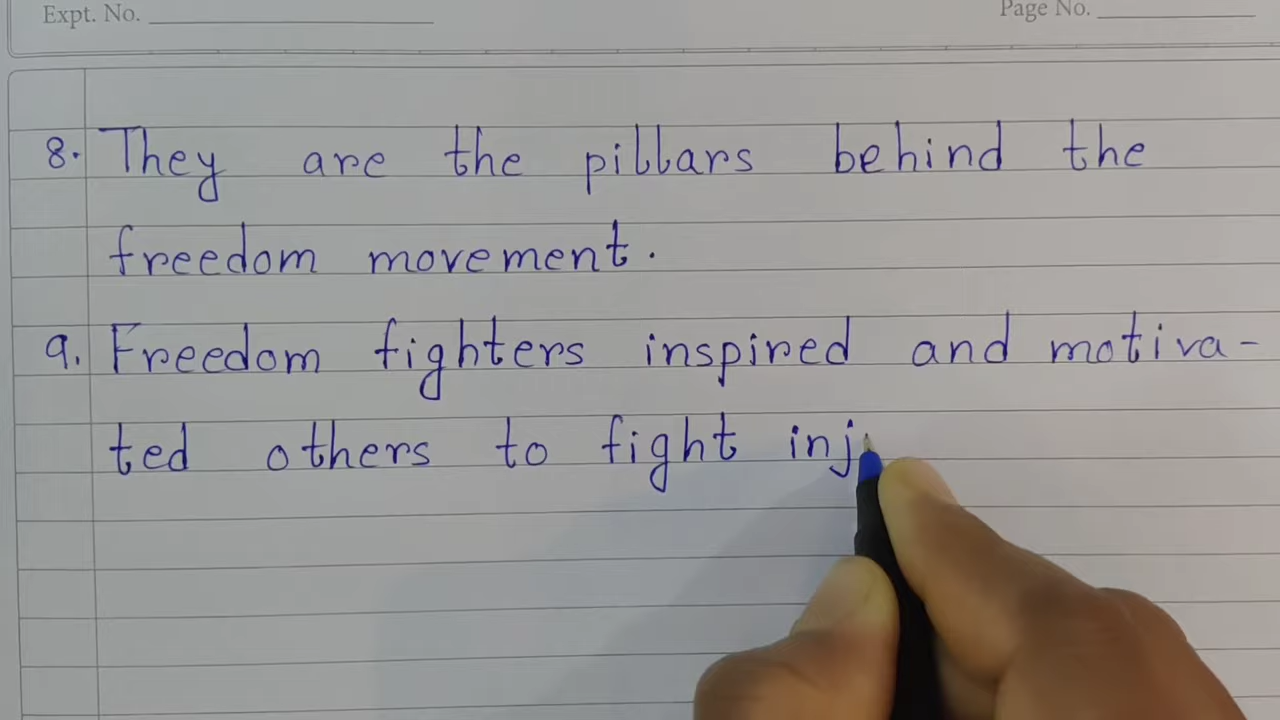 Expt. No.
Page No.
8. They are the pillars behind the
freedom movement.
9. Freedom fighters inspired and motiva-
ted others to fight inj